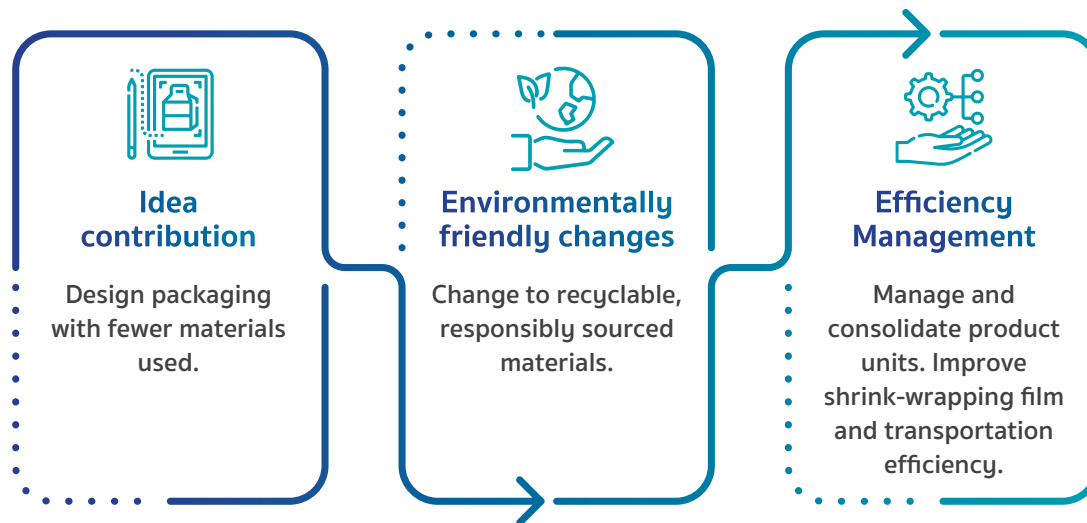 Idea
contribution
Design packaging
with fewer materials
used.
Environmentally
friendly changes
Change to recyclable,
responsibly sourced
materials.
Efficiency
Management
Manage and
consolidate product
units. Improve
shrink-wrapping film
and transportation
efficiency.